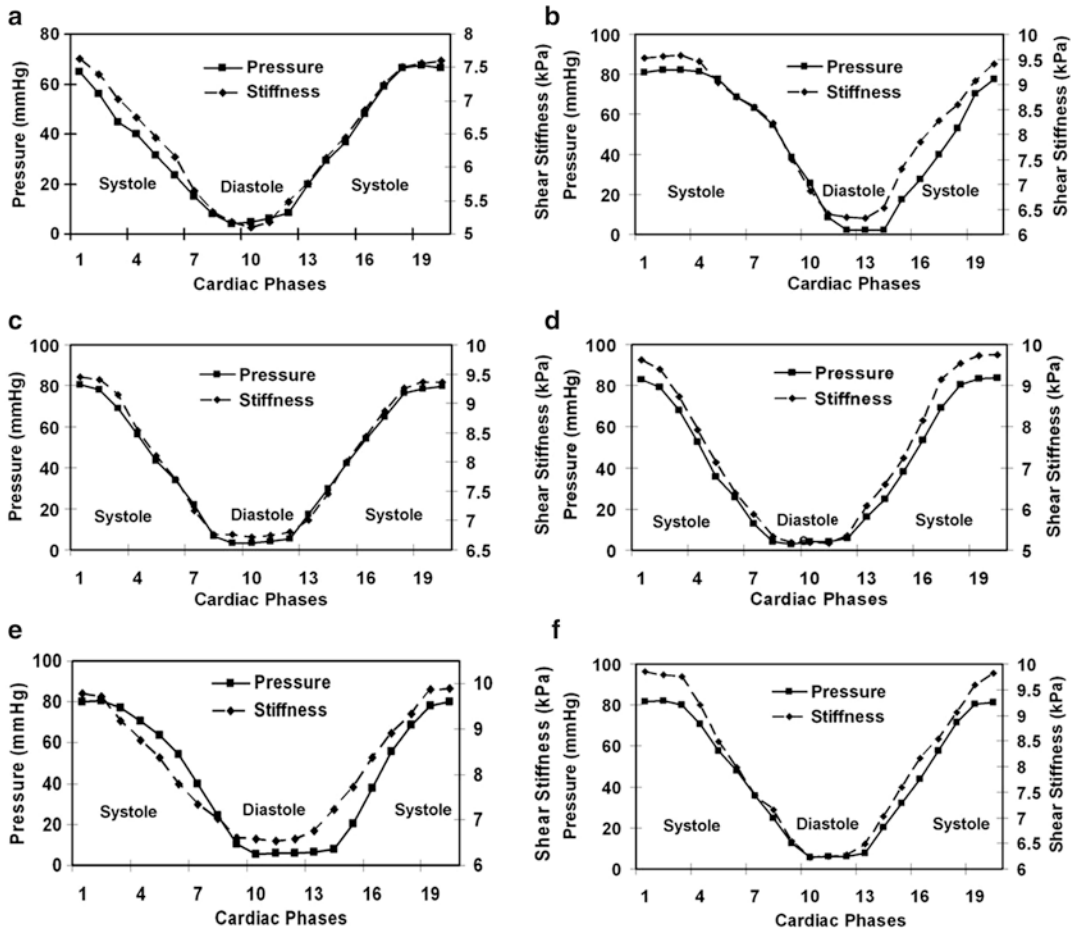 a
Pressure (mmHg)
80
60
40
20
0
Pressure
Stiffness
Systole
Diastole
Systole
8
7.5
7
6.5
6
5.5
5
Shear Stiffness (kPa)
1 4 7 10 13 16 19
Cardiac Phases
b
Pressure (mmHg)
100
80
60
40
20
0
Pressure
Stiffness
Systole
Diastole
Systole
10
9.5
9
8.5
8
7.5
7
6.5
6
Shear Stiffness (kPa)
1 4 7 10 13 16 19
Cardiac Phases
c
Pressure (mmHg)
100
80
60
40
20
0
Pressure
Stiffness
Systole
Diastole
Systole
10
9.5
9
8.5
8
7.5
7
6.5
Shear Stiffness (kPa)
1 4 7 10 13 16 19
Cardiac Phases
d
Pressure (mmHg)
100
80
60
40
20
0
Pressure
Stiffness
Systole
Diastole
Systole
10
9
8
7
6
5
Shear Stiffness (kPa)
1 4 7 10 13 16 19
Cardiac Phases
e
Pressure (mmHg)
100
80
60
40
20
0
Pressure
Stiffness
Systole
Diastole
Systole
10
9
8
7
6
Shear Stiffness (kPa)
1 4 7 10 13 16 19
Cardiac Phases
f
Pressure (mmHg)
100
80
60
40
20
0
Pressure
Stiffness
Systole
Diastole
Systole
10
9.5
9
8.5
8
7.5
7
6.5
6
Shear Stiffness (kPa)
1 4 7 10 13 16 19
Cardiac Phases